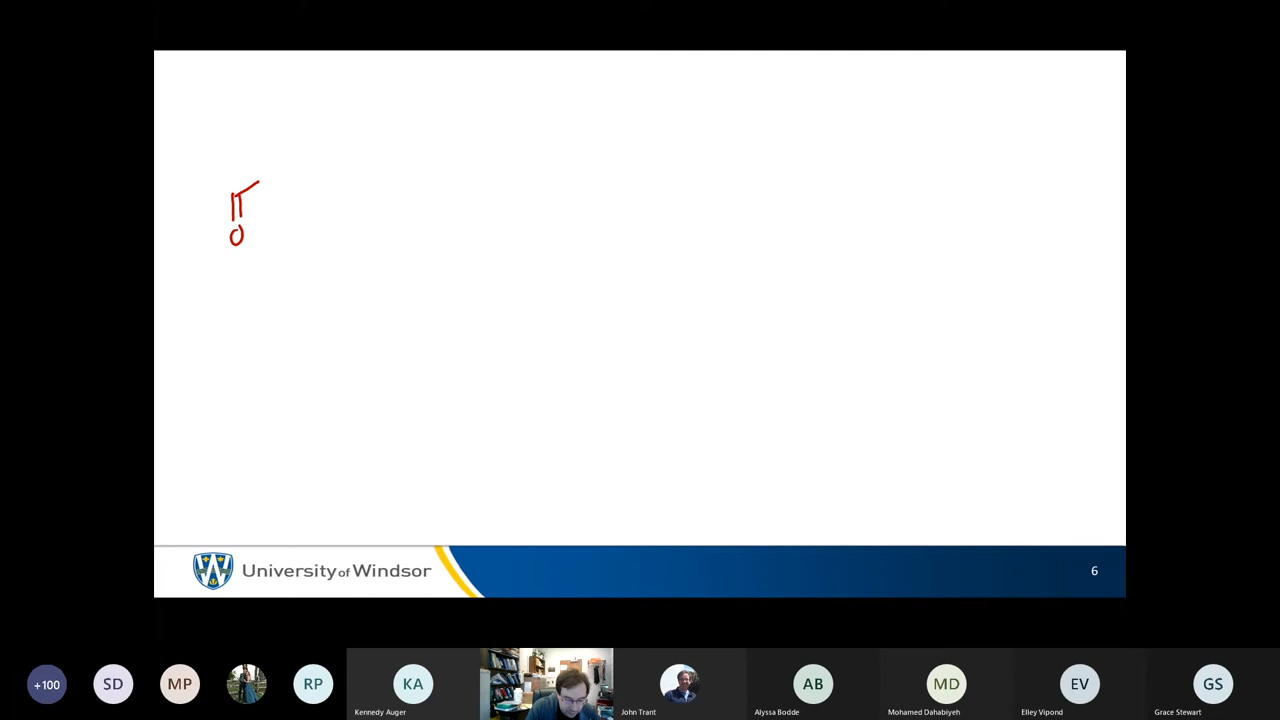 O
University of Windsor
6
+100
SD
MP
RP
KA
Kennedy Auger
John Trant
AB
Alyssa Bodde
MD
Mohamed Dahabiyeh
EV
Elley Vipond
GS
Grace Stewart